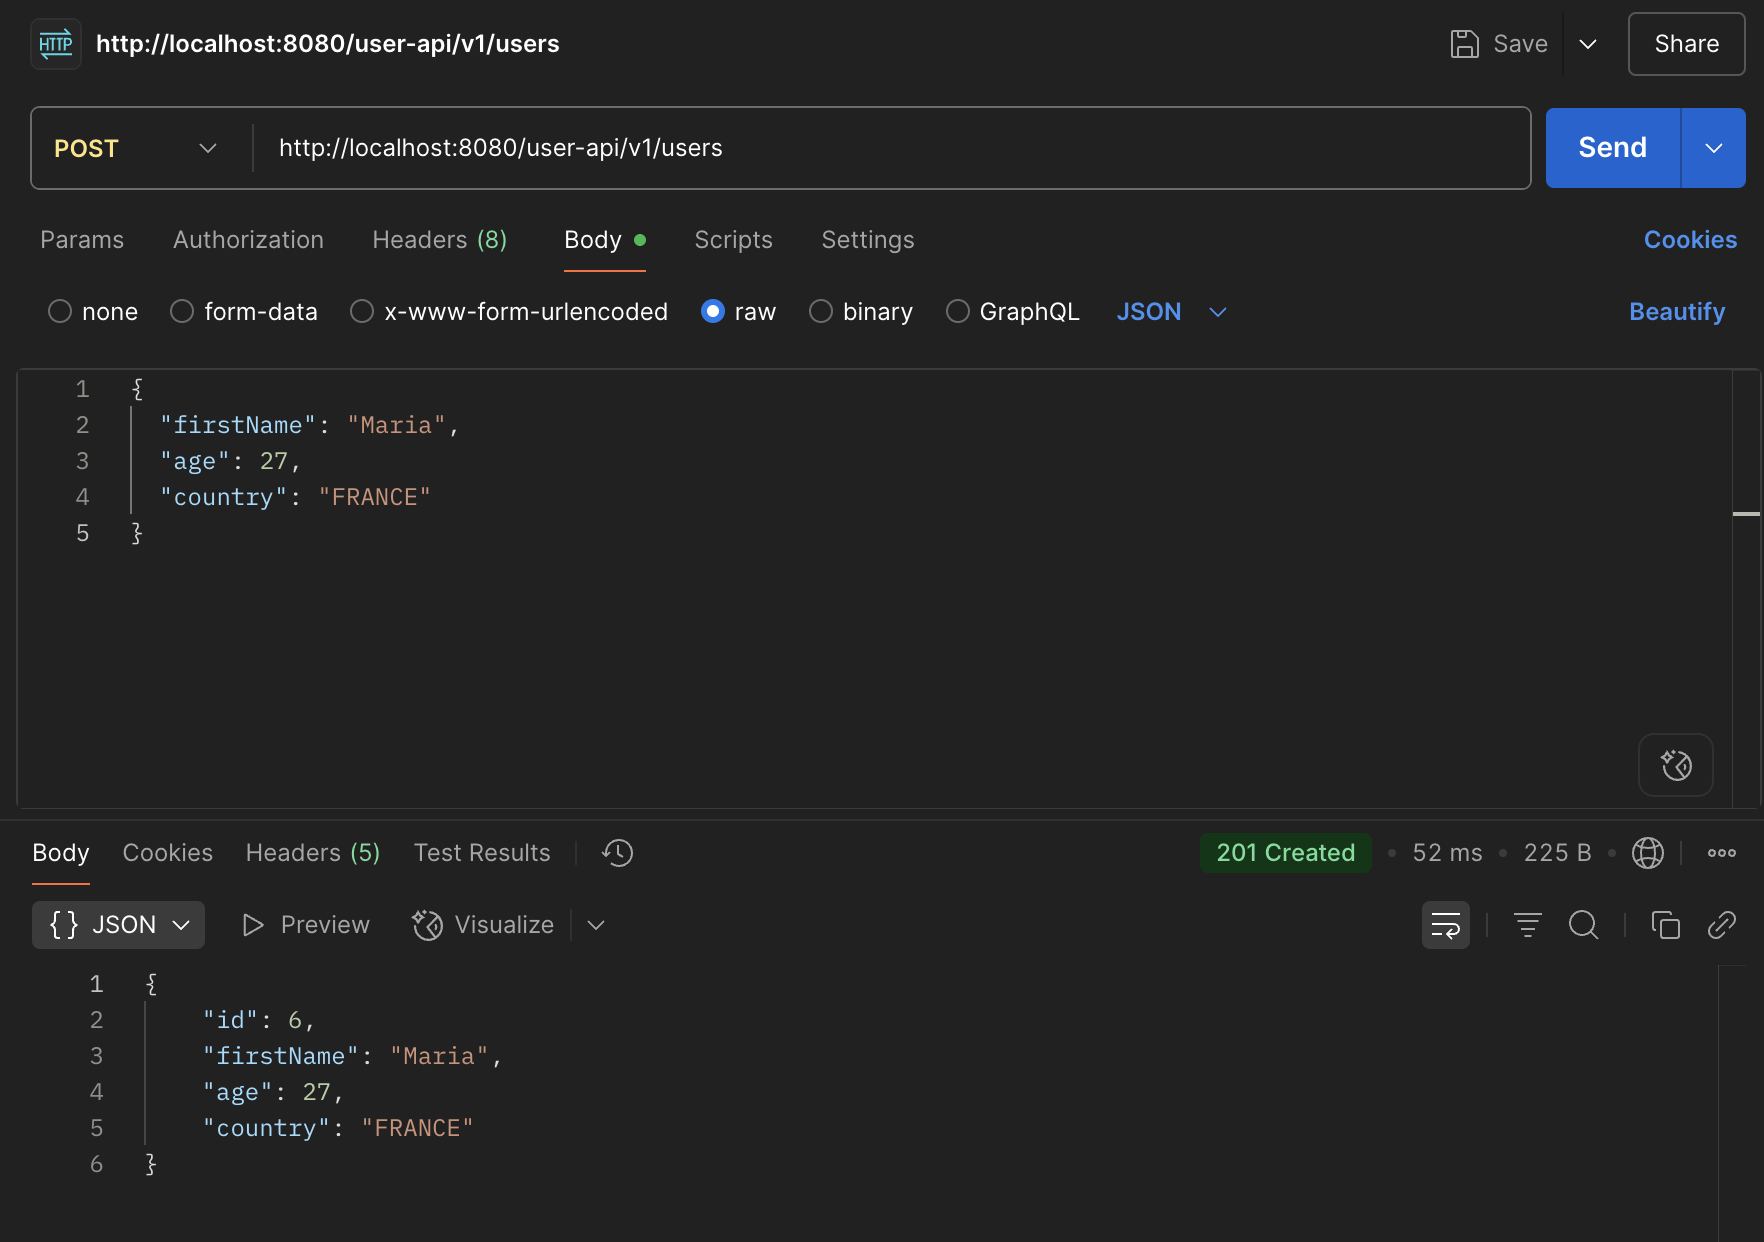 HTTP http://localhost:8080/user-api/v1/users Save Share
POST http://localhost:8080/user-api/v1/users Send
Params Authorization Headers (8) Body Scripts Settings Cookies
none form-data x-www-form-urlencoded raw binary GraphQL JSON Beautify
1 {
2 "firstName": "Maria",
3 "age": 27,
4 "country": "FRANCE"
5 }
Body Cookies Headers (5) Test Results 201 Created • 52 ms • 225 B •
{} JSON Preview Visualize
1 {
2 "id": 6,
3 "firstName": "Maria",
4 "age": 27,
5 "country": "FRANCE"
6 }